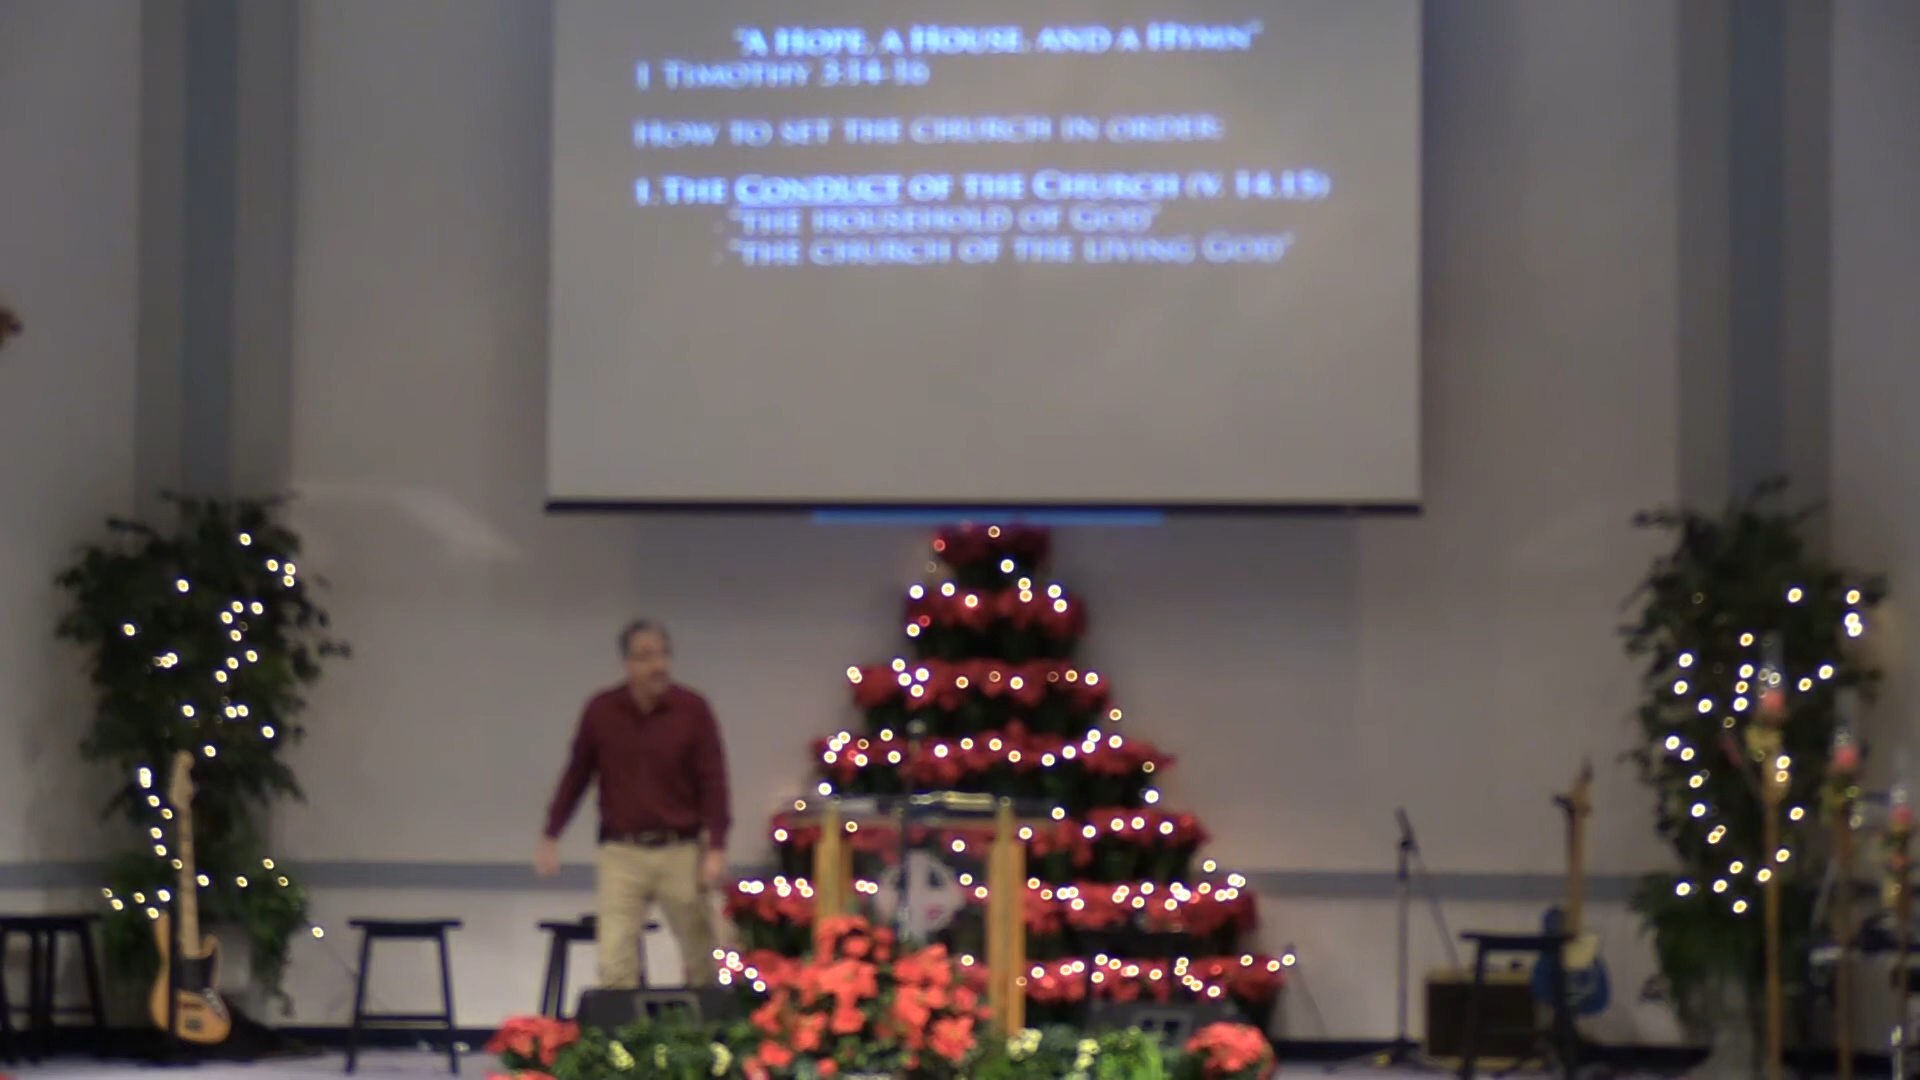 "A Hope, a House, and a Hymn"
1 Timothy 3:14-16
How to set the church in order:
1. The Conduct of the Church (v. 14,15)
- "the household of God"
- "the church of the living God"